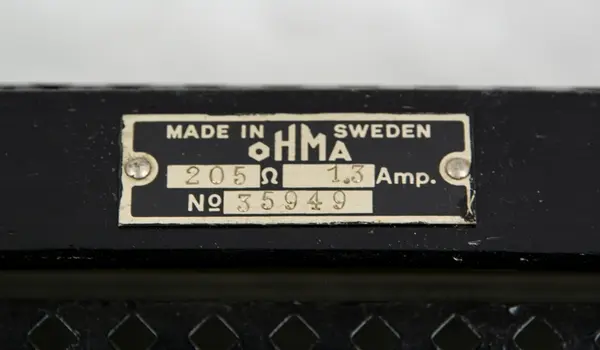 MADE IN SWEDEN
OHMA
205 Ω 1.3 Amp.
No 35949